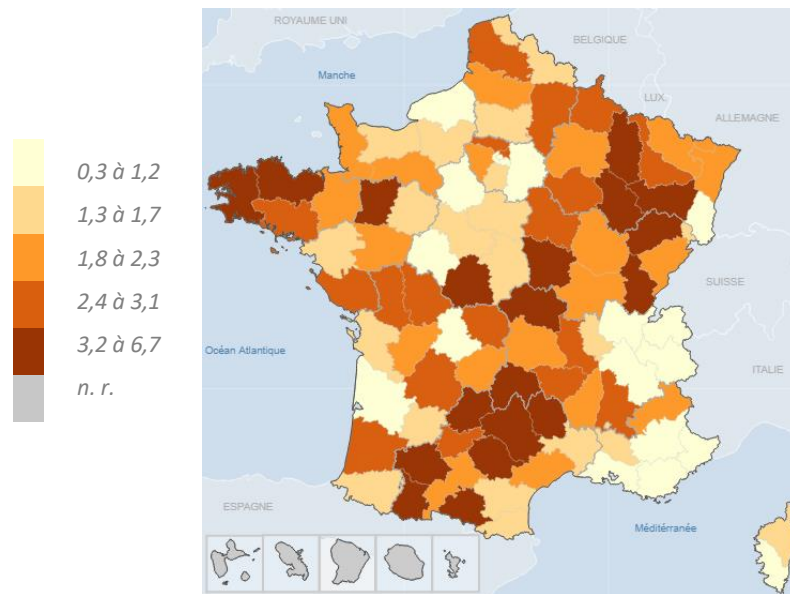 ROYAUME UNI
BELGIQUE
Manche
LUX.
ALLEMAGNE
0,3 à 1,2
1,3 à 1,7
1,8 à 2,3
2,4 à 3,1
3,2 à 6,7
n. r.
SUISSE
Océan Atlantique
ITALIE
ESPAGNE
Méditérranée